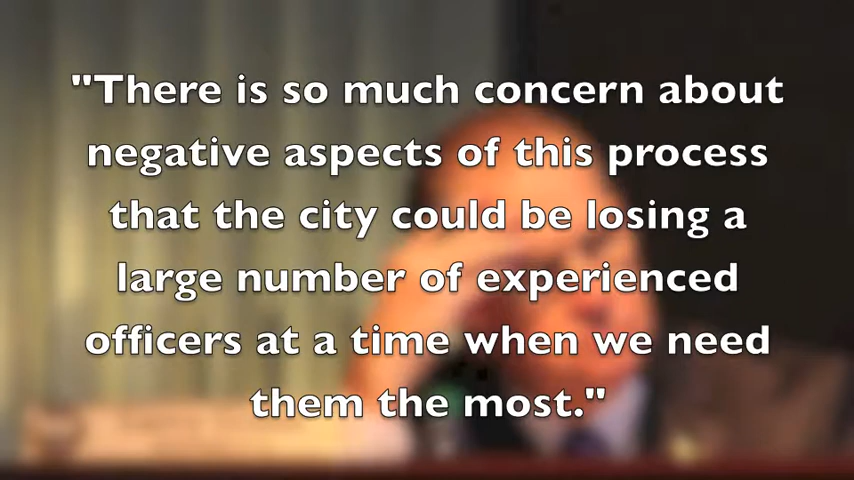 "There is so much concern about
negative aspects of this process
that the city could be losing a
large number of experienced
officers at a time when we need
them the most."